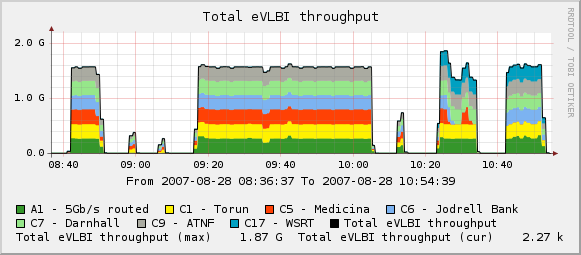 Total eVLBI throughput
RRDTOOL / TOBI OETIKER
2.0 G
1.0 G
0.0
08:40 09:00 09:20 09:40 10:00 10:20 10:40
From 2007-08-28 08:36:37 To 2007-08-28 10:54:39
A1 - 5Gb/s routed C1 - Torun C5 - Medicina C6 - Jodrell Bank
C7 - Darnhall C9 - ATNF C17 - WSRT Total eVLBI throughput
Total eVLBI throughput (max) 1.87 G Total eVLBI throughput (cur) 2.27 k